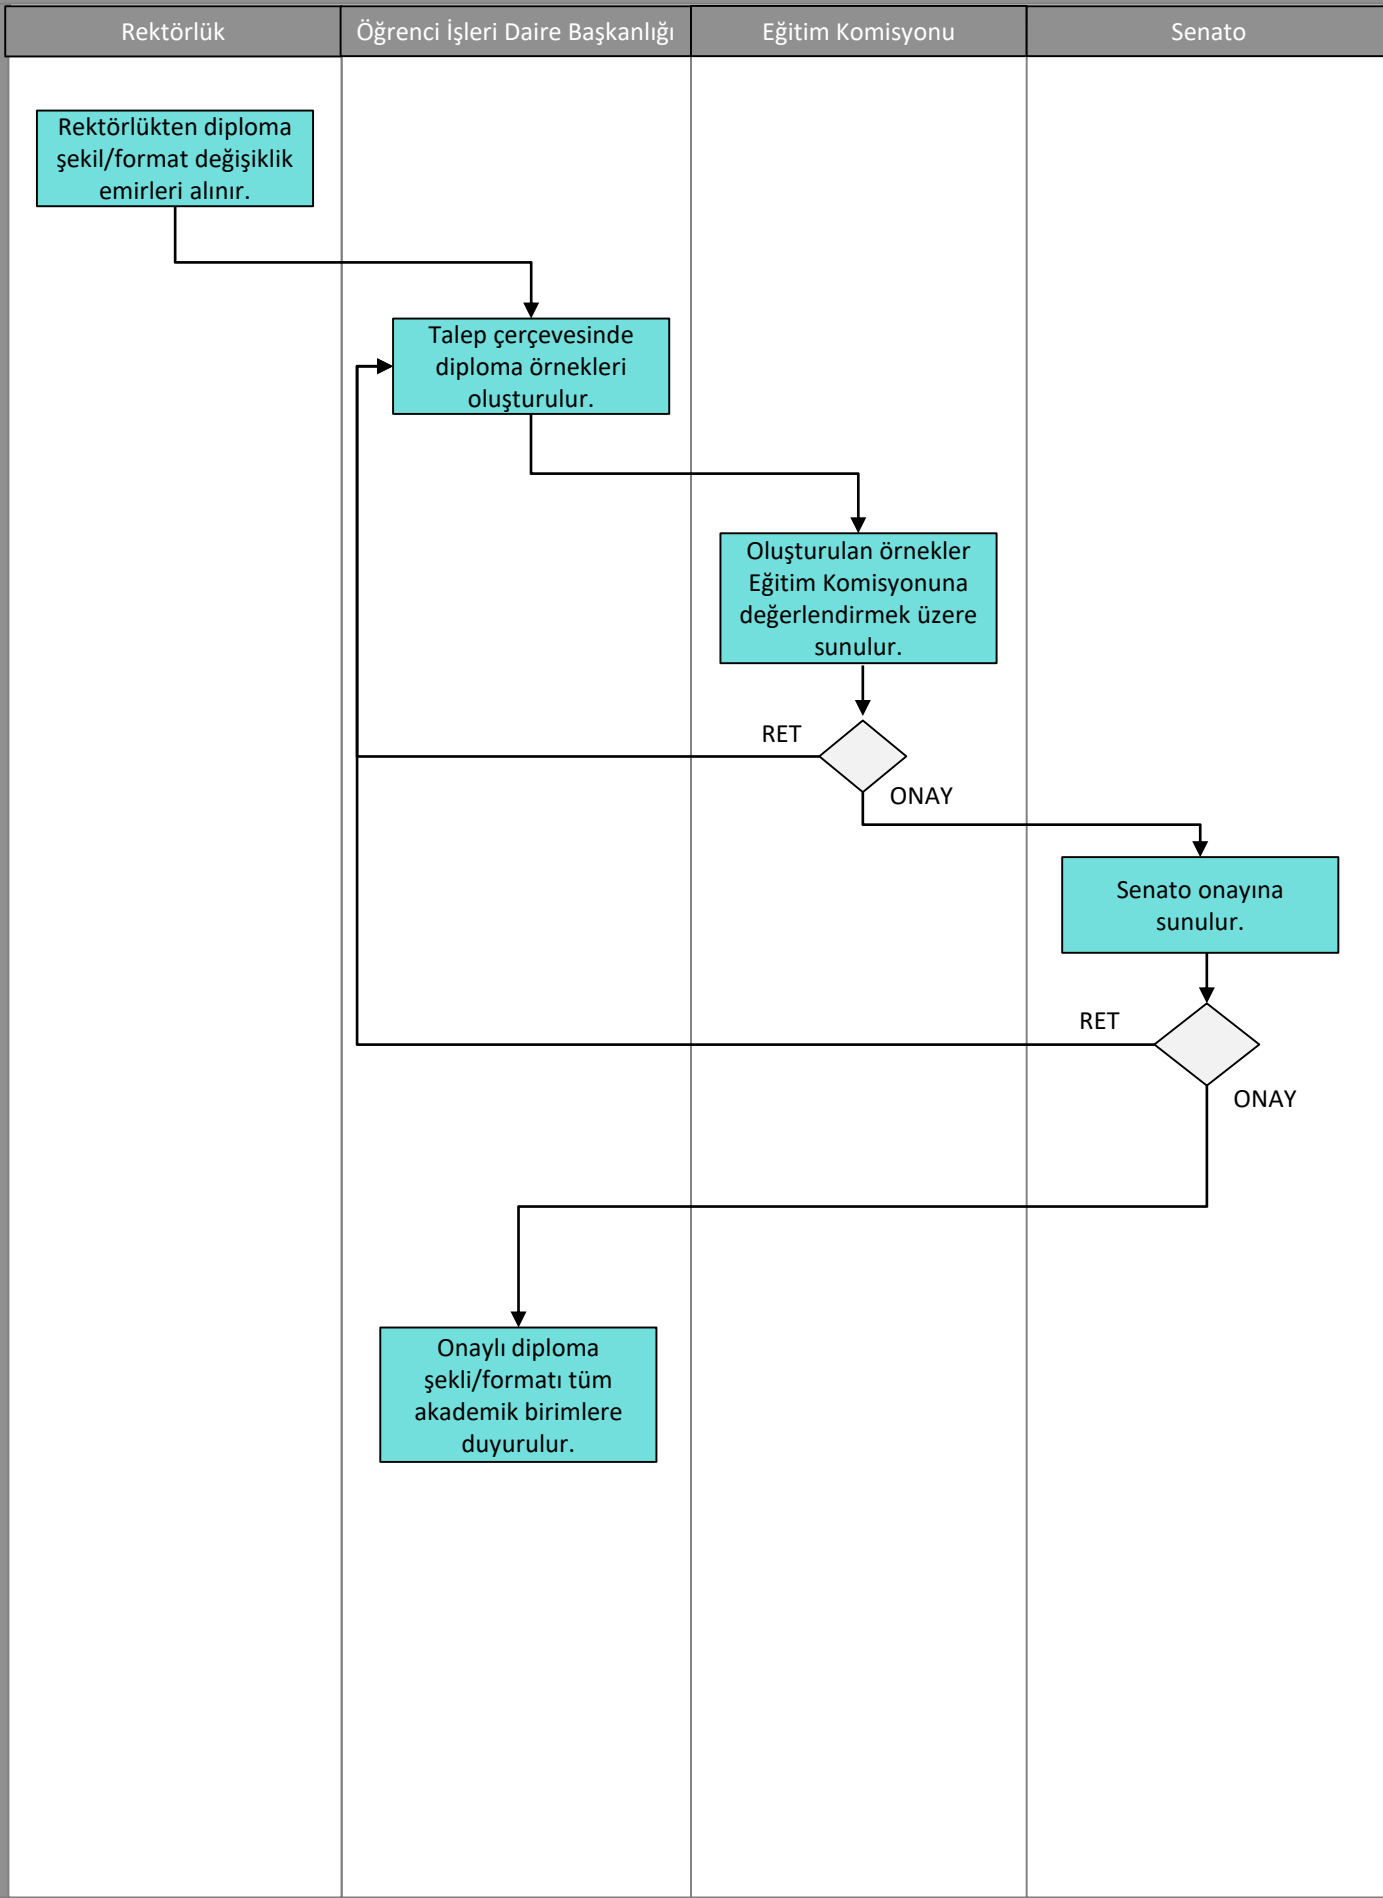 Rektörlük
Öğrenci İşleri Daire Başkanlığı
Eğitim Komisyonu
Senato
Rektörlükten diploma
şekil/format değişiklik
emirleri alınır.
Talep çerçevesinde
diploma örnekleri
oluşturulur.
Oluşturulan örnekler
Eğitim Komisyonuna
değerlendirmek üzere
sunulur.
RET
ONAY
Senato onayına
sunulur.
RET
ONAY
Onaylı diploma
şekli/formatı tüm
akademik birimlere
duyurulur.